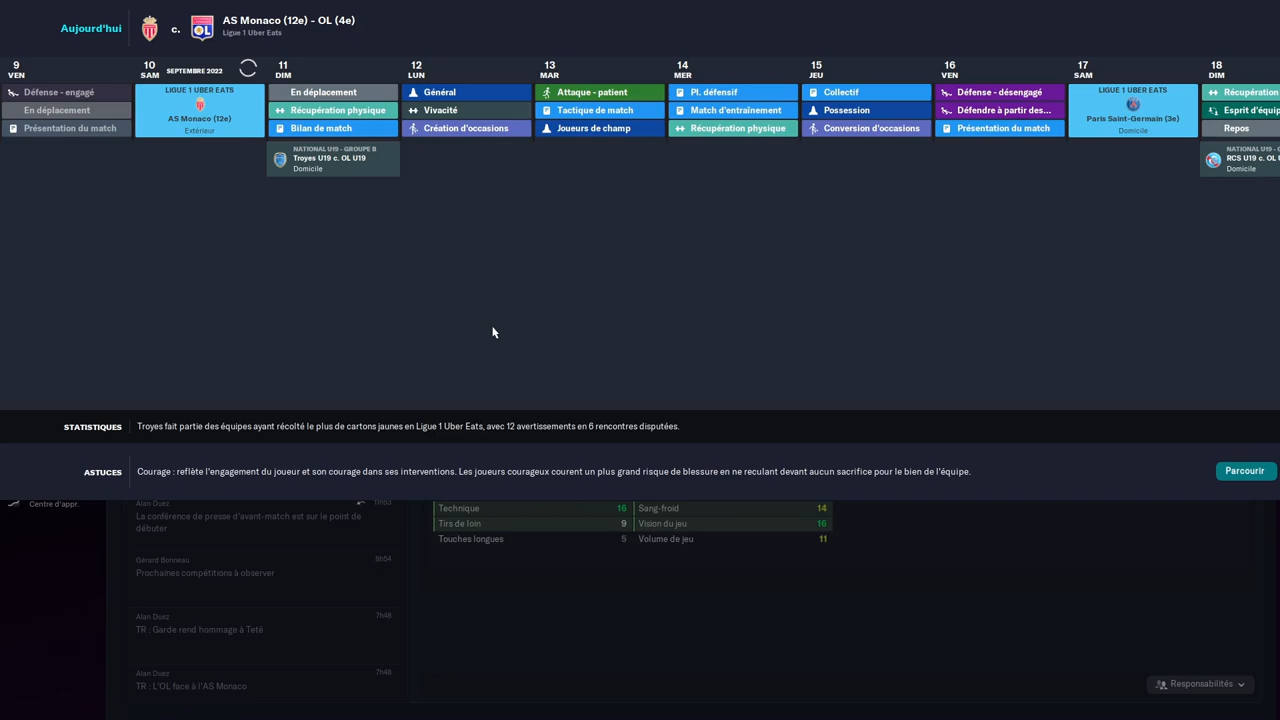 Aujourd'hui
c.
AS Monaco (12e) - OL (4e)
Ligue 1 Uber Eats
9
VEN
10
SAM
SEPTEMBRE 2022
11
DIM
12
LUN
13
MAR
14
MER
15
JEU
16
VEN
17
SAM
18
DIM
Défense - engagé
En déplacement
Présentation du match
LIGUE 1 UBER EATS
AS Monaco (12e)
Extérieur
En déplacement
Récupération physique
Bilan de match
NATIONAL U19 - GROUPE B
Troyes U19 c. OL U19
Domicile
Général
Vivacité
Création d'occasions
Attaque - patient
Tactique de match
Joueurs de champ
Pl. défensif
Match d'entraînement
Récupération physique
Collectif
Possession
Conversion d'occasions
Défense - désengagé
Défendre à partir des...
Présentation du match
LIGUE 1 UBER EATS
Paris Saint-Germain (3e)
Domicile
Récupération
Esprit d'équip
Repos
NATIONAL U19 - G
RCS U19 c. OL U
Domicile
STATISTIQUES
Troyes fait partie des équipes ayant récolté le plus de cartons jaunes en Ligue 1 Uber Eats, avec 12 avertissements en 6 rencontres disputées.
ASTUCES
Courage : reflète l'engagement du joueur et son courage dans ses interventions. Les joueurs courageux courent un plus grand risque de blessure en ne reculant devant aucun sacrifice pour le bien de l'équipe.
Parcourir
Centre d'appr.
Alan Duez
11h53
La conférence de presse d'avant-match est sur le point de
débuter
Gérard Bonneau
8h54
Prochaines compétitions à observer
Alan Duez
7h48
TR : Garde rend hommage à Tetê
Alan Duez
7h48
TR : L'OL face à l'AS Monaco
Technique 16
Sang-froid 14
Tirs de loin 9
Vision du jeu 16
Touches longues 5
Volume de jeu 11
Responsabilités